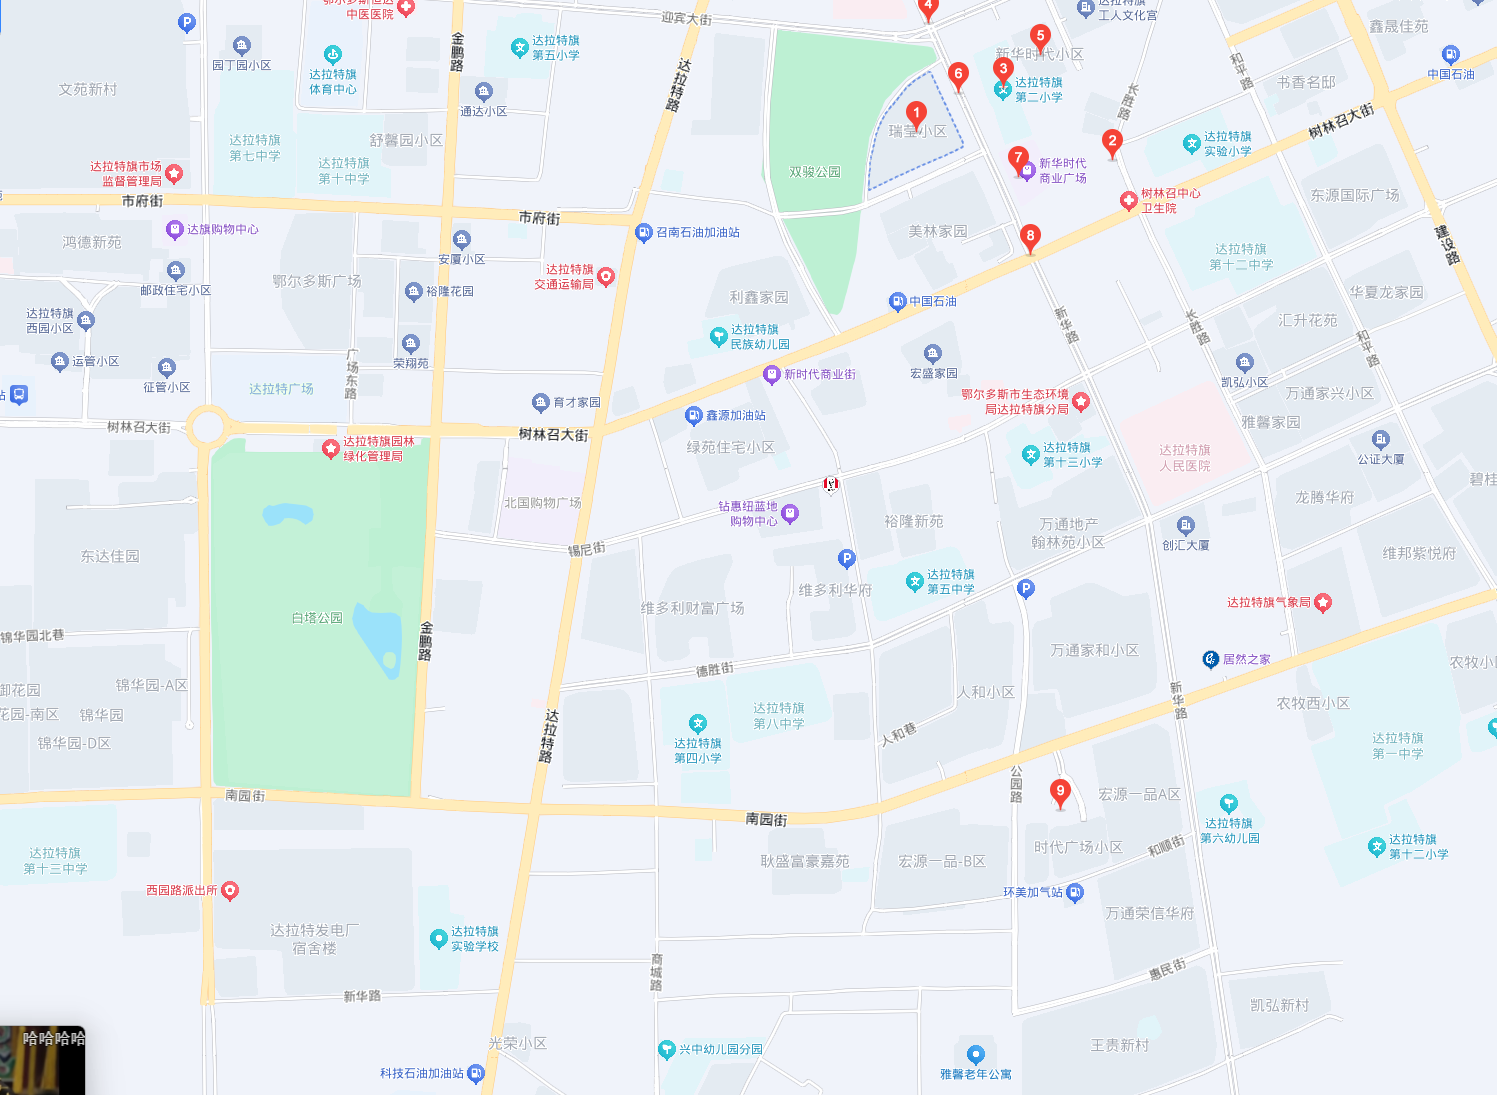 中医医院
迎宾大街
4
达拉特旗
工人文化宫
鑫晟佳苑
P
园丁园小区
达拉特旗
体育中心
金鹏路
达拉特旗
第五小学
达拉特路
5
新华时代小区
和平路
中国石油
文苑新村
通达小区
6
3
达拉特旗
第二小学
长胜路
书香名邸
树林召大街
1
瑞莹小区
达拉特旗
第七中学
舒馨园小区
2
达拉特旗
实验小学
达拉特旗市场
监督管理局
达拉特旗
第十中学
双骏公园
7
新华时代
商业广场
市府街
市府街
树林召中心
卫生院
东源国际广场
达旗购物中心
召南石油加油站
美林家园
8
建设路
鸿德新苑
安厦小区
达拉特旗
第十二中学
邮政住宅小区
鄂尔多斯广场
裕隆花园
达拉特旗
交通运输局
利鑫家园
中国石油
华夏龙家园
达拉特旗
西园小区
达拉特旗
民族幼儿园
新华路
长胜路
汇升花苑
和平路
运管小区
征管小区
广场东路
荣翔苑
新时代商业街
宏盛家园
凯弘小区
万通家兴小区
站
达拉特广场
育才家园
鑫源加油站
鄂尔多斯市生态环境
局达拉特旗分局
雅馨家园
树林召大街
树林召大街
达拉特旗园林
绿化管理局
绿苑住宅小区
达拉特旗
第十三小学
达拉特旗
人民医院
公证大厦
碧桂
北国购物广场
钻惠纽蓝地
购物中心
裕隆新苑
万通地产
翰林苑小区
龙腾华府
创汇大厦
锡尼街
东达佳园
P
维邦紫悦府
白塔公园
维多利财富广场
维多利华府
达拉特旗
第五中学
P
达拉特旗气象局
锦华园北巷
金鹏路
德胜街
万通家和小区
居然之家
农牧小区
御花园
锦华园-A区
人和小区
新华路
农牧西小区
花园-南区
锦华园
锦华园-D区
达拉特路
达拉特旗
第四小学
达拉特旗
第八中学
人和巷
达拉特旗
第一中学
南园街
南园街
公园路
9
宏源一品A区
达拉特旗
第六幼儿园
达拉特旗
第十三中学
耿盛富豪嘉苑
宏源一品-B区
时代广场小区
和顺街
达拉特旗
第十二小学
西园路派出所
环美加气站
万通荣信华府
达拉特发电厂
宿舍楼
达拉特旗
实验学校
商城路
惠民街
新华路
凯弘新村
哈哈哈哈
光荣小区
兴中幼儿园分园
王贵新村
科技石油加油站
雅馨老年公寓